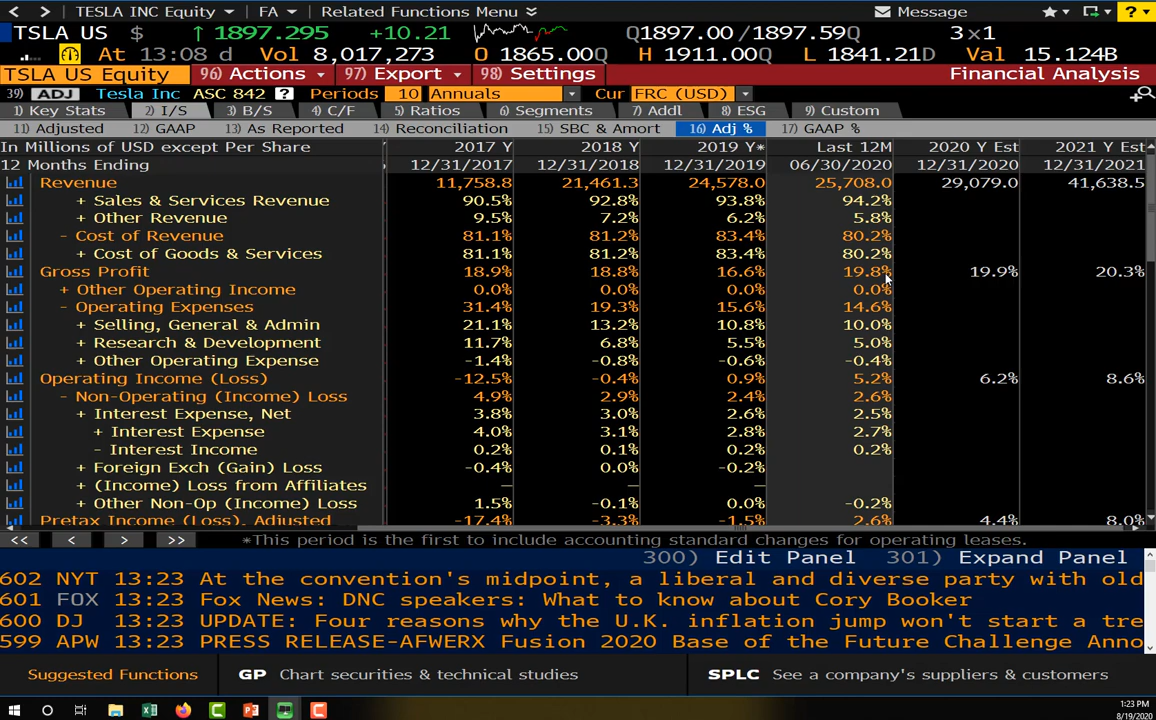 < > TESLA INC Equity FA Related Functions Menu Message ?
TSLA US $ ↑ 1897.295 +10.21 Q1897.00/1897.59Q 3×1
At 13:08 d Vol 8,017,273 O 1865.00Q H 1911.00Q L 1841.21D Val 15.124B
TSLA US Equity 96) Actions 97) Export 98) Settings Financial Analysis
39) ADJ Tesla Inc ASC 842 ? Periods 10 Annuals Cur FRC (USD)
1) Key Stats 2) I/S 3) B/S 4) C/F 5) Ratios 6) Segments 7) Addl 8) ESG 9) Custom
11) Adjusted 12) GAAP 13) As Reported 14) Reconciliation 15) SBC & Amort 16) Adj % 17) GAAP %
In Millions of USD except Per Share 2017 Y 2018 Y 2019 Y* Last 12M 2020 Y Est 2021 Y Est
12 Months Ending 12/31/2017 12/31/2018 12/31/2019 06/30/2020 12/31/2020 12/31/2021
Revenue 11,758.8 21,461.3 24,578.0 25,708.0 29,079.0 41,638.5
+ Sales & Services Revenue 90.5% 92.8% 93.8% 94.2%
+ Other Revenue 9.5% 7.2% 6.2% 5.8%
- Cost of Revenue 81.1% 81.2% 83.4% 80.2%
+ Cost of Goods & Services 81.1% 81.2% 83.4% 80.2%
Gross Profit 18.9% 18.8% 16.6% 19.8% 19.9% 20.3%
+ Other Operating Income 0.0% 0.0% 0.0% 0.0%
- Operating Expenses 31.4% 19.3% 15.6% 14.6%
+ Selling, General & Admin 21.1% 13.2% 10.8% 10.0%
+ Research & Development 11.7% 6.8% 5.5% 5.0%
+ Other Operating Expense -1.4% -0.8% -0.6% -0.4%
Operating Income (Loss) -12.5% -0.4% 0.9% 5.2% 6.2% 8.6%
- Non-Operating (Income) Loss 4.9% 2.9% 2.4% 2.6%
+ Interest Expense, Net 3.8% 3.0% 2.6% 2.5%
+ Interest Expense 4.0% 3.1% 2.8% 2.7%
- Interest Income 0.2% 0.1% 0.2% 0.2%
+ Foreign Exch (Gain) Loss -0.4% 0.0% -0.2%
+ (Income) Loss from Affiliates — — —
+ Other Non-Op (Income) Loss 1.5% -0.1% 0.0% -0.2%
Pretax Income (Loss), Adjusted -17.4% -3.3% -1.5% 2.6% 4.4% 8.0%
<< < > >> *This period is the first to include accounting standard changes for operating leases.
300) Edit Panel 301) Expand Panel
602 NYT 13:23 At the convention's midpoint, a liberal and diverse party with old
601 FOX 13:23 Fox News: DNC speakers: What to know about Cory Booker
600 DJ 13:23 UPDATE: Four reasons why the U.K. inflation jump won't start a tre
599 APW 13:23 PRESS RELEASE-AFWERX Fusion 2020 Base of the Future Challenge Anno
Suggested Functions GP Chart securities & technical studies SPLC See a company's suppliers & customers
1:23 PM
8/19/2020